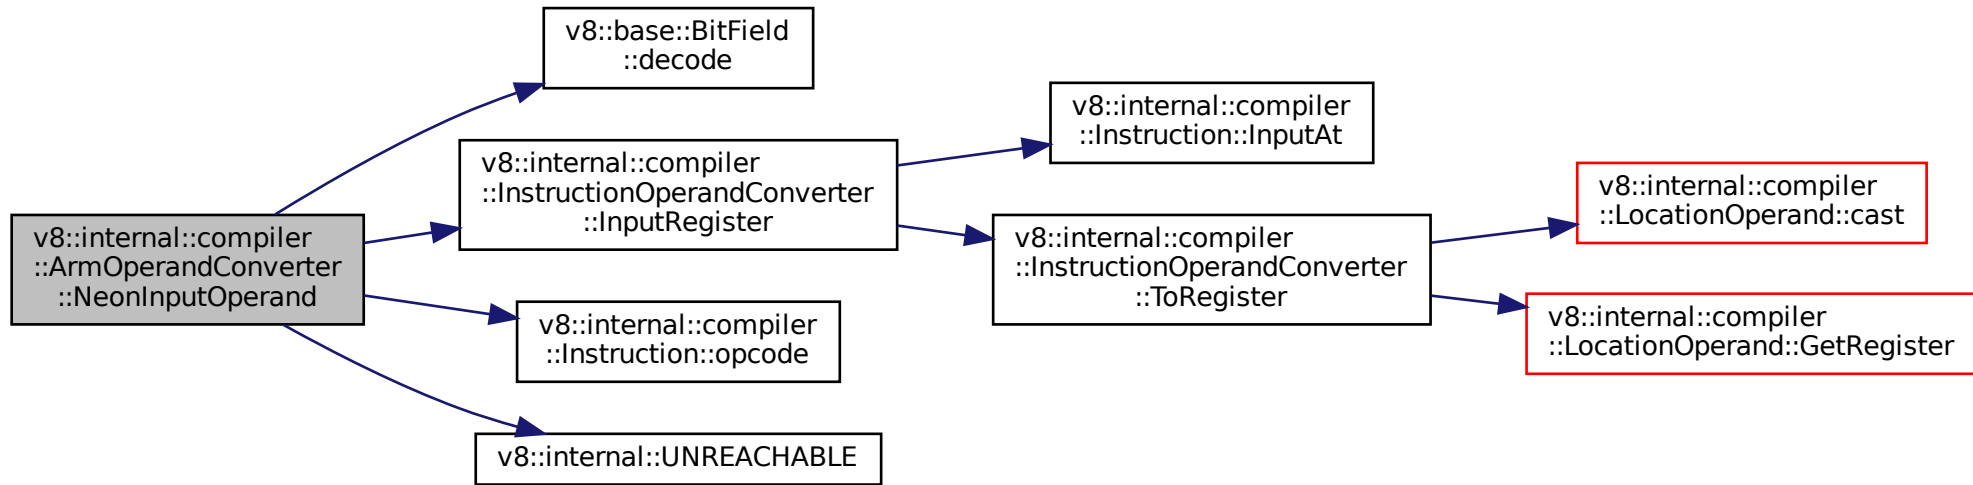 v8::base::BitField
::decode
v8::internal::compiler
::Instruction::InputAt
v8::internal::compiler
::InstructionOperandConverter
::InputRegister
v8::internal::compiler
::LocationOperand::cast
v8::internal::compiler
::ArmOperandConverter
::NeonInputOperand
v8::internal::compiler
::InstructionOperandConverter
::ToRegister
v8::internal::compiler
::Instruction::opcode
v8::internal::compiler
::LocationOperand::GetRegister
v8::internal::UNREACHABLE